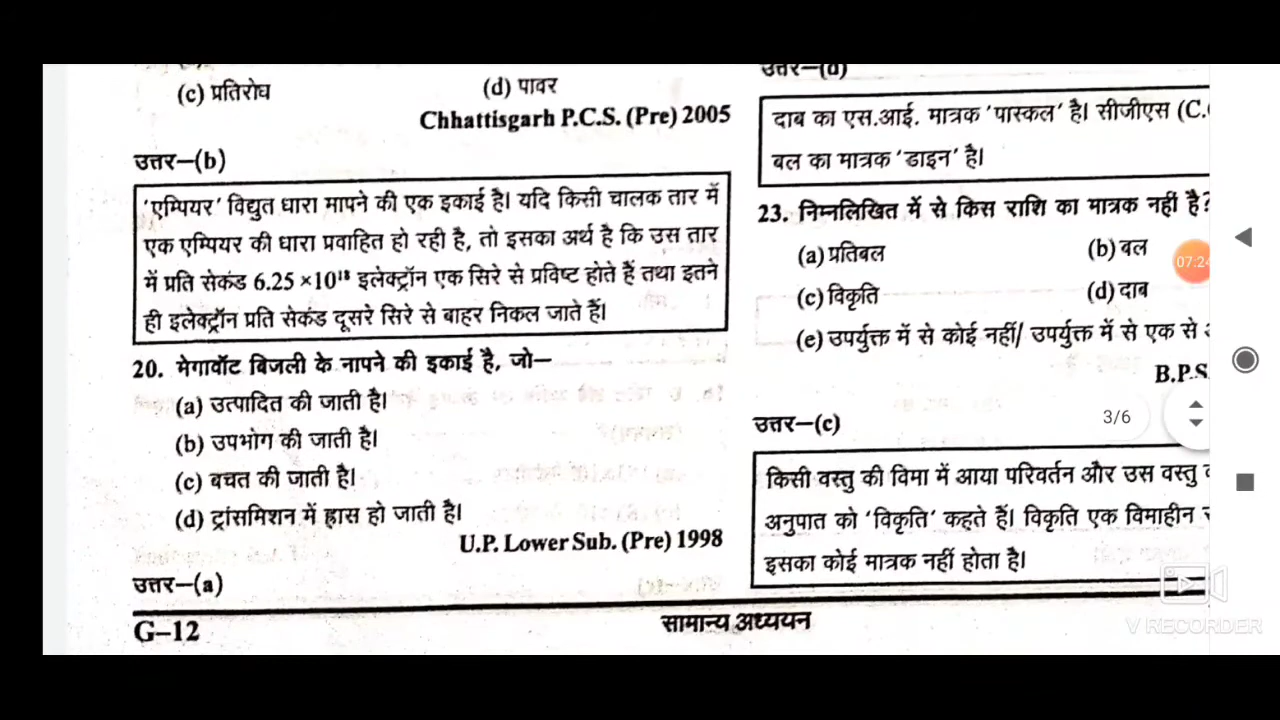 (c) प्रतिरोध (d) पावर
Chhattisgarh P.C.S. (Pre) 2005
उत्तर–(b)
'एम्पियर' विद्युत धारा मापने की एक इकाई है। यदि किसी चालक तार में
एक एम्पियर की धारा प्रवाहित हो रही है, तो इसका अर्थ है कि उस तार
में प्रति सेकंड 6.25 ×10¹⁸ इलेक्ट्रॉन एक सिरे से प्रविष्ट होते हैं तथा इतने
ही इलेक्ट्रॉन प्रति सेकंड दूसरे सिरे से बाहर निकल जाते हैं।
20. मेगावॉट बिजली के नापने की इकाई है, जो–
(a) उत्पादित की जाती है।
(b) उपभोग की जाती है।
(c) बचत की जाती है।
(d) ट्रांसमिशन में ह्रास हो जाती है।
U.P. Lower Sub. (Pre) 1998
उत्तर–(a)
G–12
सामान्य अध्ययन
उत्तर–(d)
दाब का एस.आई. मात्रक 'पास्कल' है। सीजीएस
बल का मात्रक 'डाइन' है।
23. निम्नलिखित में से किस राशि का मात्रक नहीं है?
(a) प्रतिबल (b) बल
(c) विकृति (d) दाब
(e) उपर्युक्त में से कोई नहीं/ उपर्युक्त में से एक से
B.P.S.
उत्तर–(c)
किसी वस्तु की विमा में आया परिवर्तन और उस वस्तु
अनुपात को 'विकृति' कहते हैं। विकृति एक विमाहीन
इसका कोई मात्रक नहीं होता है।
07:24
3/6
V RECORDER